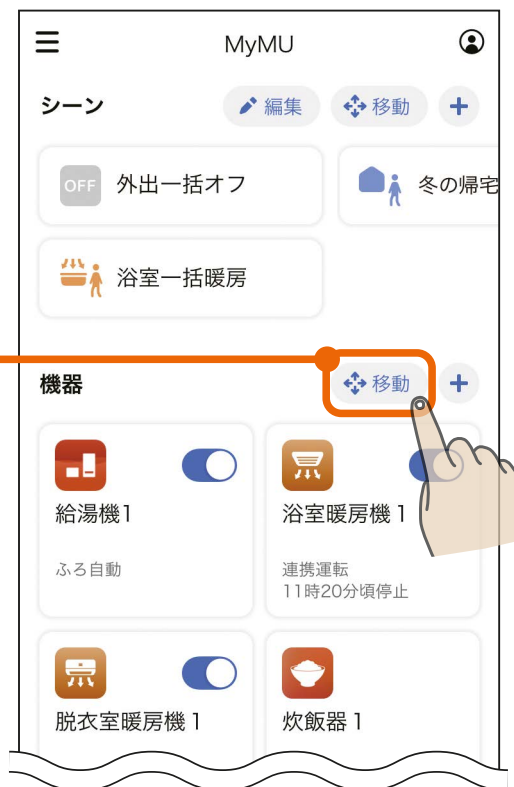 MyMU
シーン
編集
移動
OFF
外出一括オフ
冬の帰宅
浴室一括暖房
機器
移動
給湯機1
ふろ自動
浴室暖房機 1
連携運転
11時20分頃停止
脱衣室暖房機 1
炊飯器 1